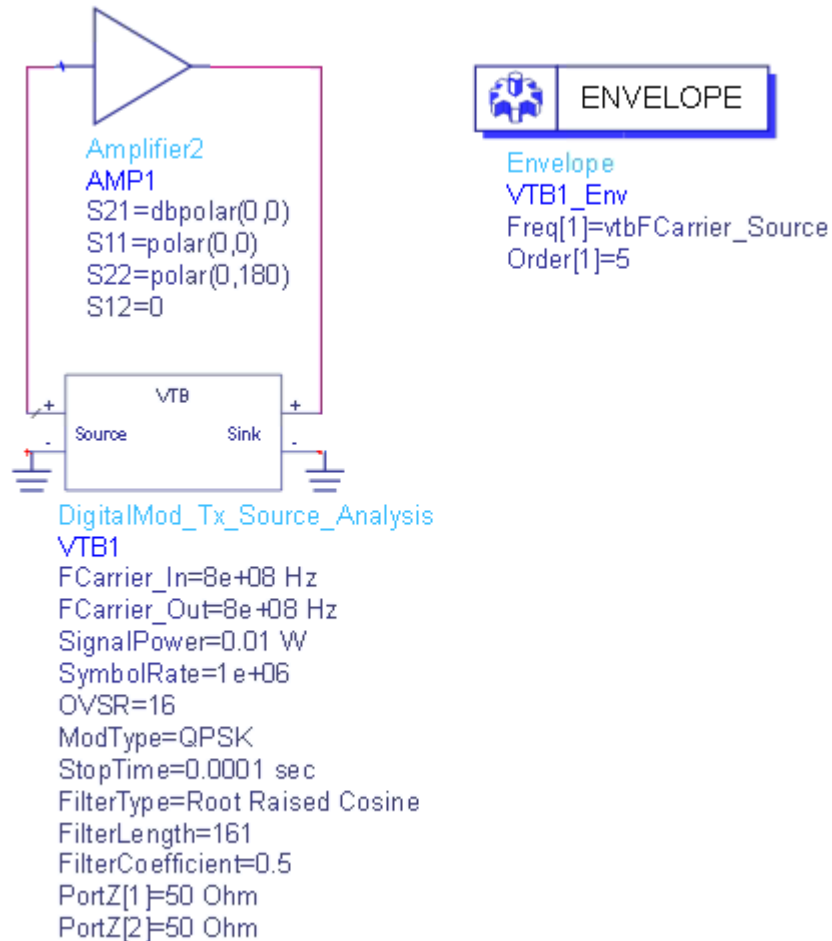 Amplifier2
AMP1
S21=dbpolar(0,0)
S11=polar(0,0)
S22=polar(0,180)
S12=0
ENVELOPE
Envelope
VTB1_Env
Freq[1]=vtbFCarrier_Source
Order[1]=5
VTB
+ +
Source Sink
- -
DigitalMod_Tx_Source_Analysis
VTB1
FCarrier_In=8e+08 Hz
FCarrier_Out=8e+08 Hz
SignalPower=0.01 W
SymbolRate=1e+06
OVSR=16
ModType=QPSK
StopTime=0.0001 sec
FilterType=Root Raised Cosine
FilterLength=161
FilterCoefficient=0.5
PortZ[1]=50 Ohm
PortZ[2]=50 Ohm